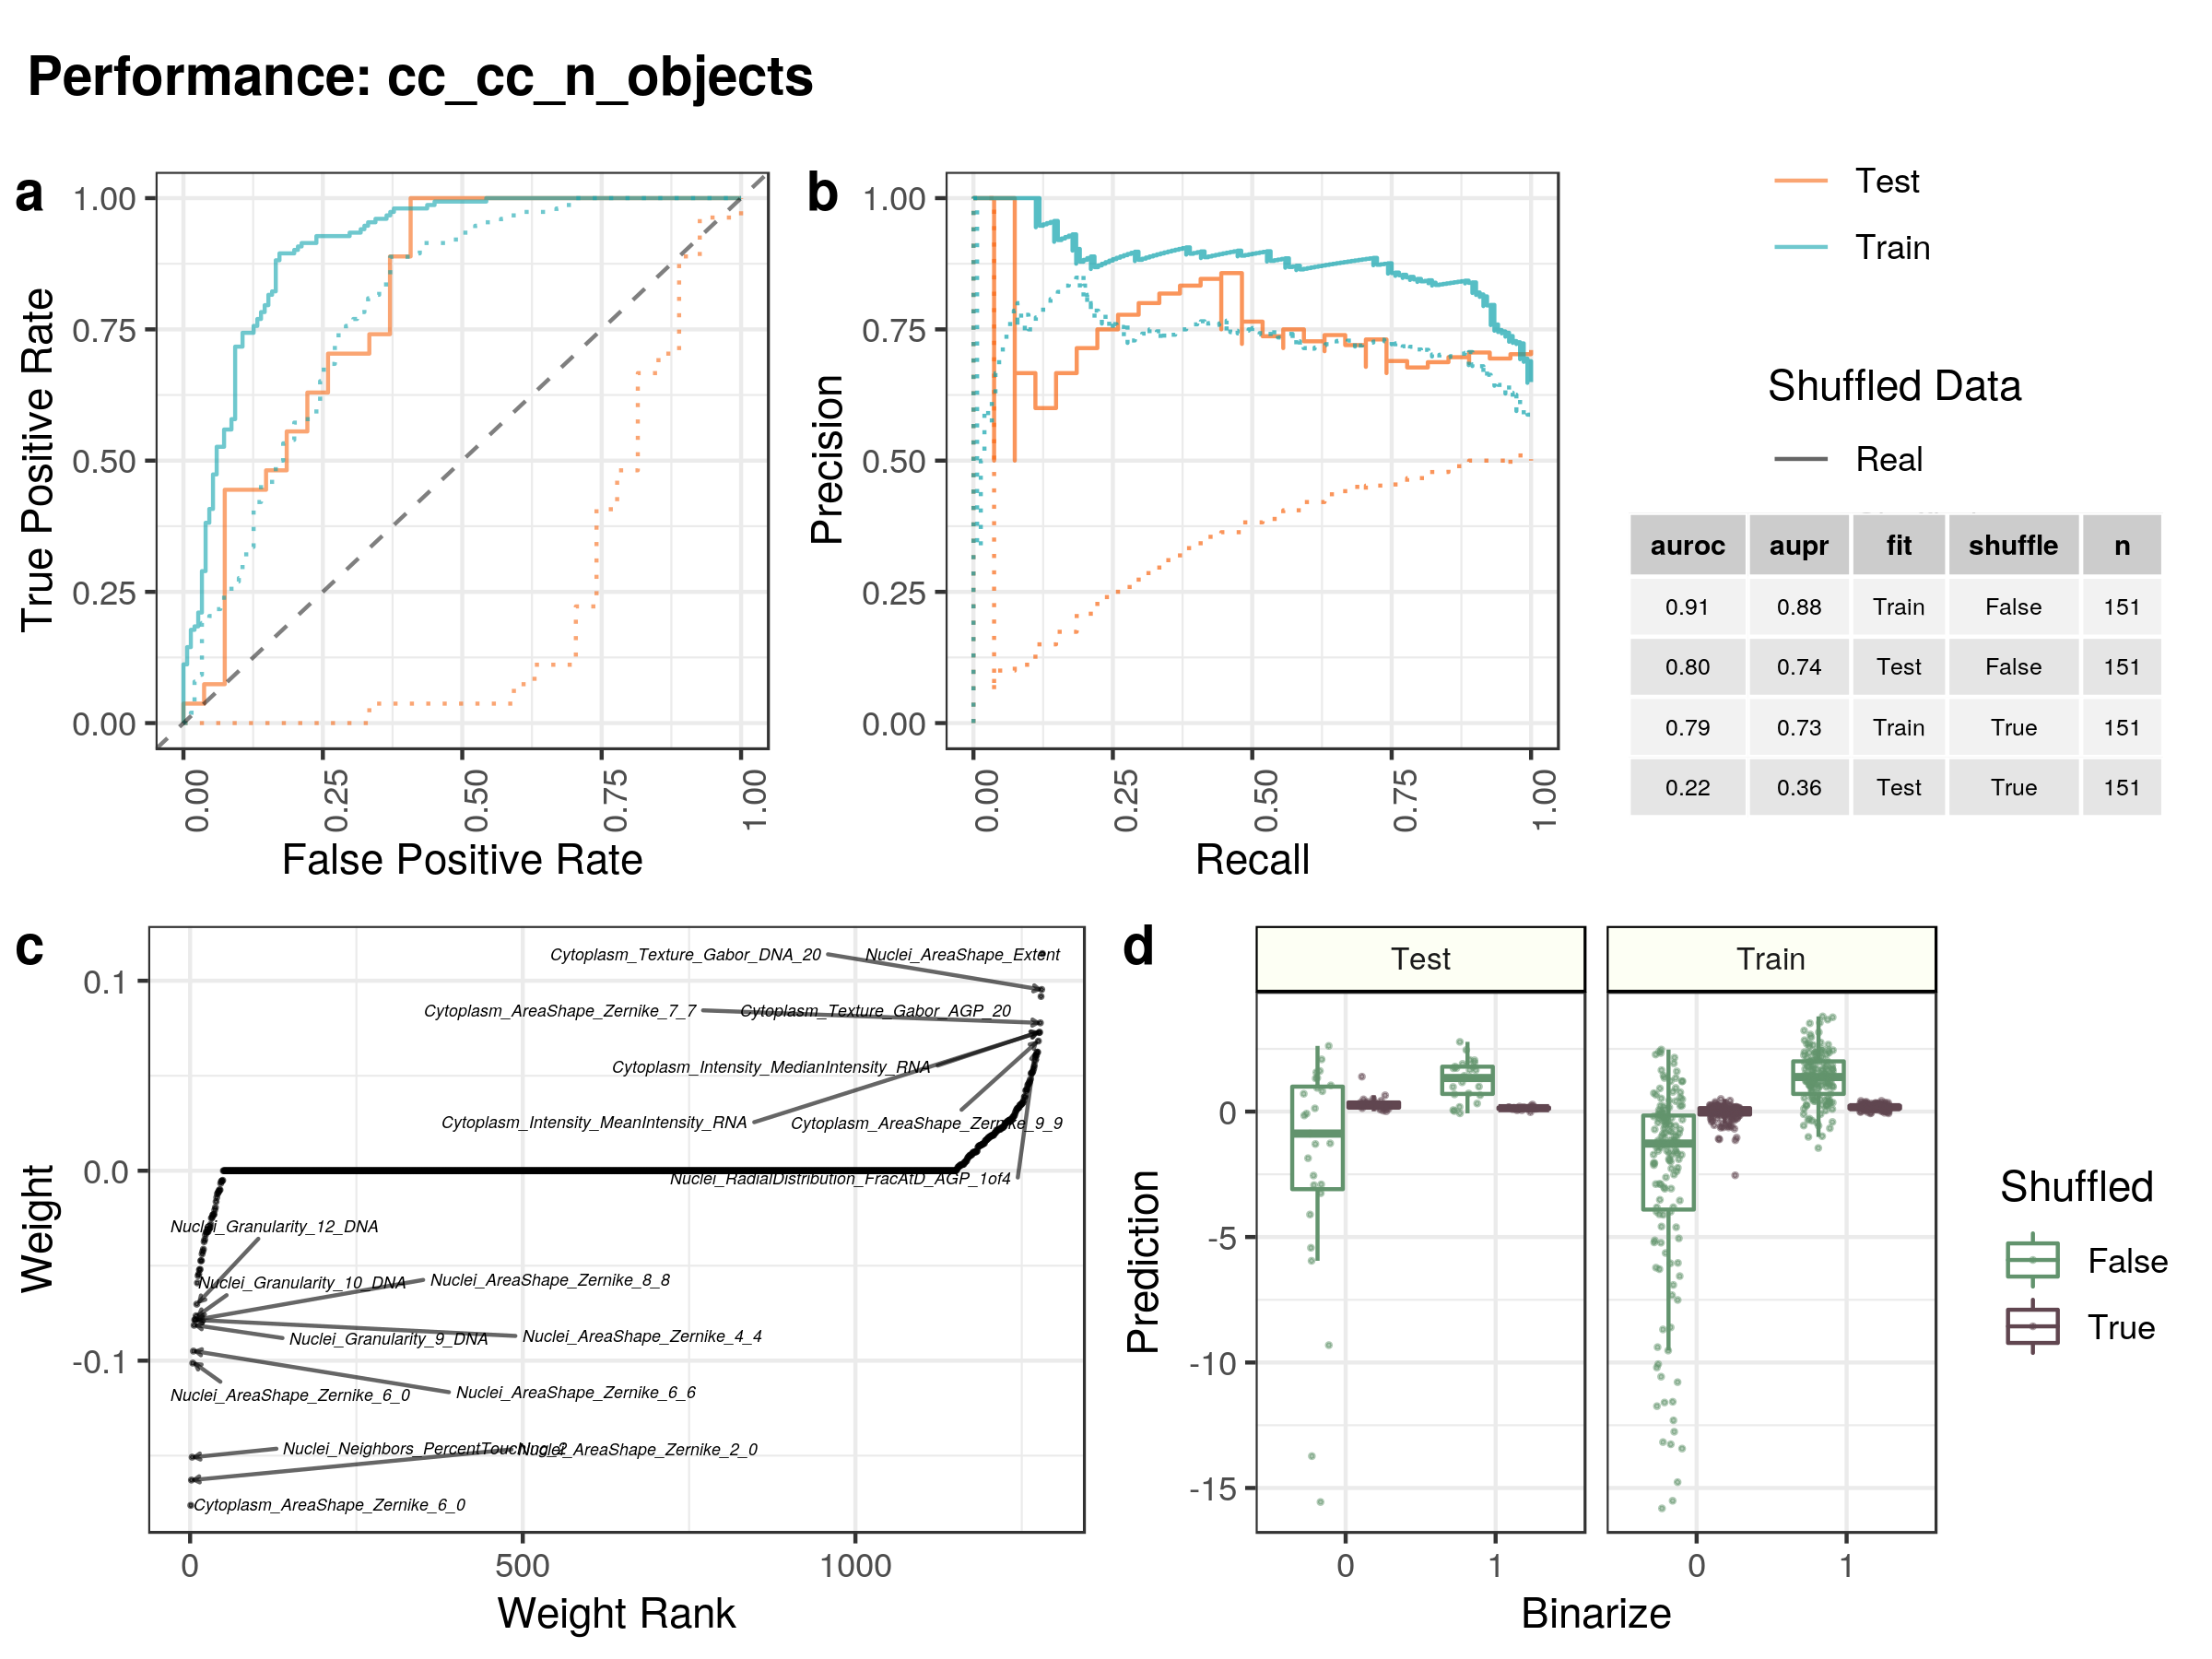 Performance: cc_cc_n_objects
a
True Positive Rate
1.00
0.75
0.50
0.25
0.00
0.00
0.25
0.50
0.75
1.00
False Positive Rate
b
Precision
1.00
0.75
0.50
0.25
0.00
0.00
0.25
0.50
0.75
1.00
Recall
Test
Train
Shuffled Data
Real
auroc aupr fit shuffle n
0.91 0.88 Train False 151
0.80 0.74 Test False 151
0.79 0.73 Train True 151
0.22 0.36 Test True 151
c
Weight
0.1
0.0
-0.1
Cytoplasm_Texture_Gabor_DNA_20
Nuclei_AreaShape_Extent
Cytoplasm_AreaShape_Zernike_7_7
Cytoplasm_Texture_Gabor_AGP_20
Cytoplasm_Intensity_MedianIntensity_RNA
Cytoplasm_Intensity_MeanIntensity_RNA
Cytoplasm_AreaShape_Zernike_9_9
Nuclei_RadialDistribution_FracAtD_AGP_1of4
Nuclei_Granularity_12_DNA
Nuclei_Granularity_10_DNA
Nuclei_AreaShape_Zernike_8_8
Nuclei_Granularity_9_DNA
Nuclei_AreaShape_Zernike_4_4
Nuclei_AreaShape_Zernike_6_0
Nuclei_AreaShape_Zernike_6_6
Nuclei_Neighbors_PercentTouching_2
Nuclei_AreaShape_Zernike_2_0
Cytoplasm_AreaShape_Zernike_6_0
0
500
1000
Weight Rank
d
Test
Train
Prediction
0
-5
-10
-15
0
1
0
1
Binarize
Shuffled
False
True